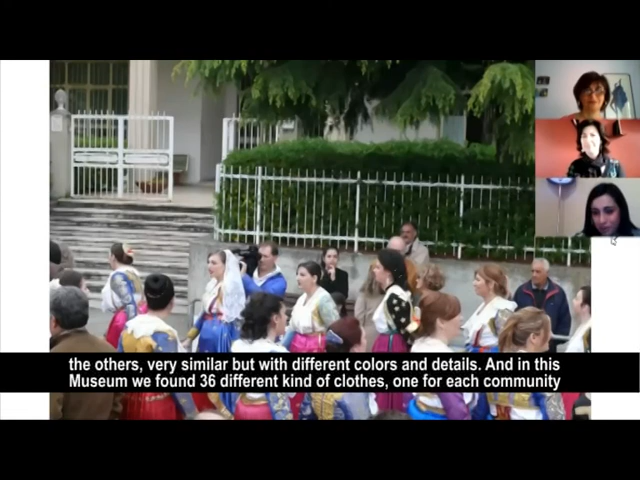 the others, very similar but with different colors and details. And in this
Museum we found 36 different kind of clothes, one for each community